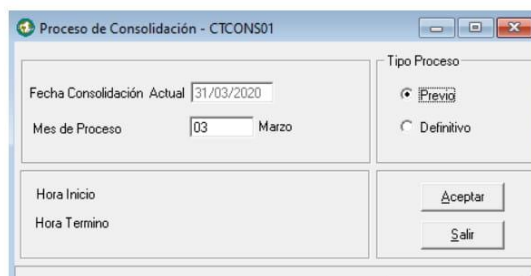 Proceso de Consolidación - CTCONS01
Tipo Proceso
Fecha Consolidación Actual 31/03/2020
Previo
Mes de Proceso 03 Marzo
Definitivo
Hora Inicio
Aceptar
Hora Termino
Salir